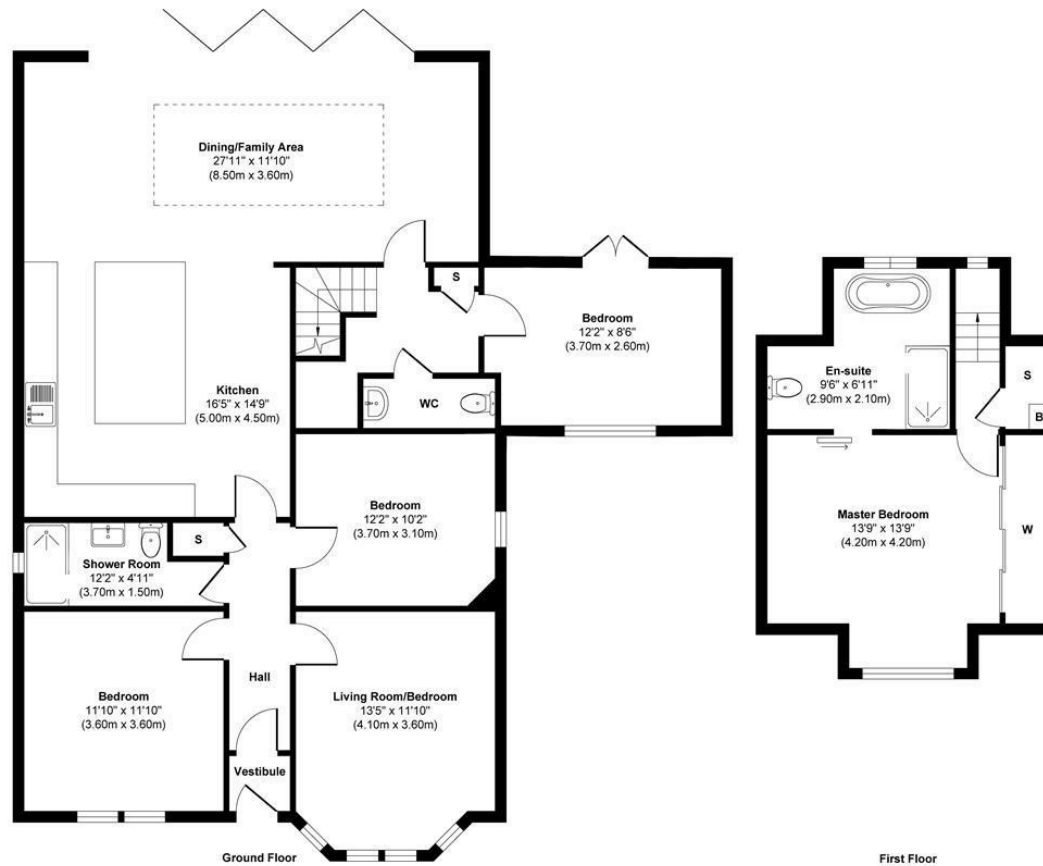 Dining/Family Area
27'11" x 11'10"
(8.50m x 3.60m)
S
Bedroom
12'2" x 8'6"
(3.70m x 2.60m)
Kitchen
16'5" x 14'9"
(5.00m x 4.50m)
WC
Bedroom
12'2" x 10'2"
(3.70m x 3.10m)
S
Shower Room
12'2" x 4'11"
(3.70m x 1.50m)
Hall
Bedroom
11'10" x 11'10"
(3.60m x 3.60m)
Living Room/Bedroom
13'5" x 11'10"
(4.10m x 3.60m)
Vestibule
Ground Floor
En-suite
9'6" x 6'11"
(2.90m x 2.10m)
S
B
Master Bedroom
13'9" x 13'9"
(4.20m x 4.20m)
W
First Floor